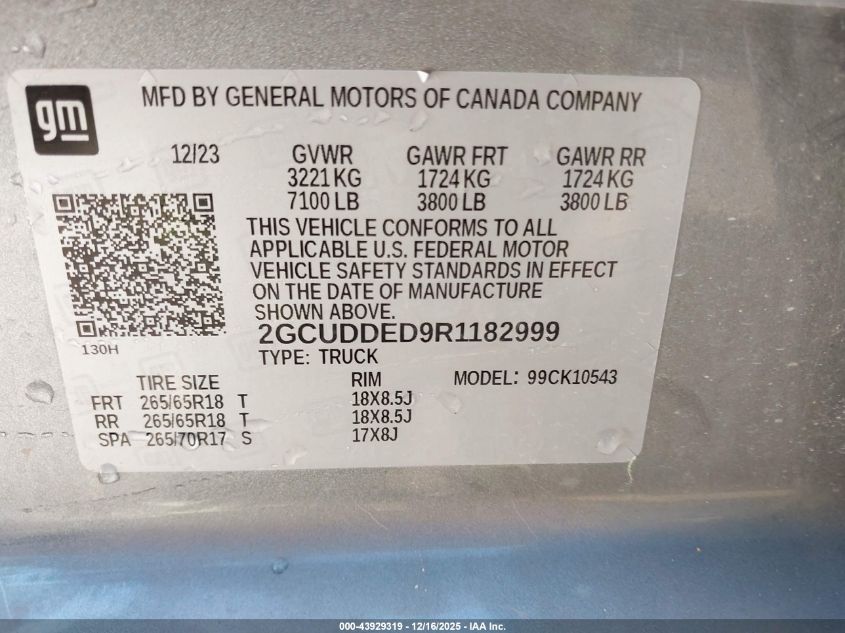 gm
MFD BY GENERAL MOTORS OF CANADA COMPANY
12/23 GVWR GAWR FRT GAWR RR
3221 KG 1724 KG 1724 KG
7100 LB 3800 LB 3800 LB
THIS VEHICLE CONFORMS TO ALL
APPLICABLE U.S. FEDERAL MOTOR
VEHICLE SAFETY STANDARDS IN EFFECT
ON THE DATE OF MANUFACTURE
SHOWN ABOVE.
2GCUDDED9R1182999
130H
TYPE: TRUCK
TIRE SIZE RIM MODEL: 99CK10543
FRT 265/65R18 T 18X8.5J
RR 265/65R18 T 18X8.5J
SPA 265/70R17 S 17X8J
000-43929319 - 12/16/2025 - IAA Inc.